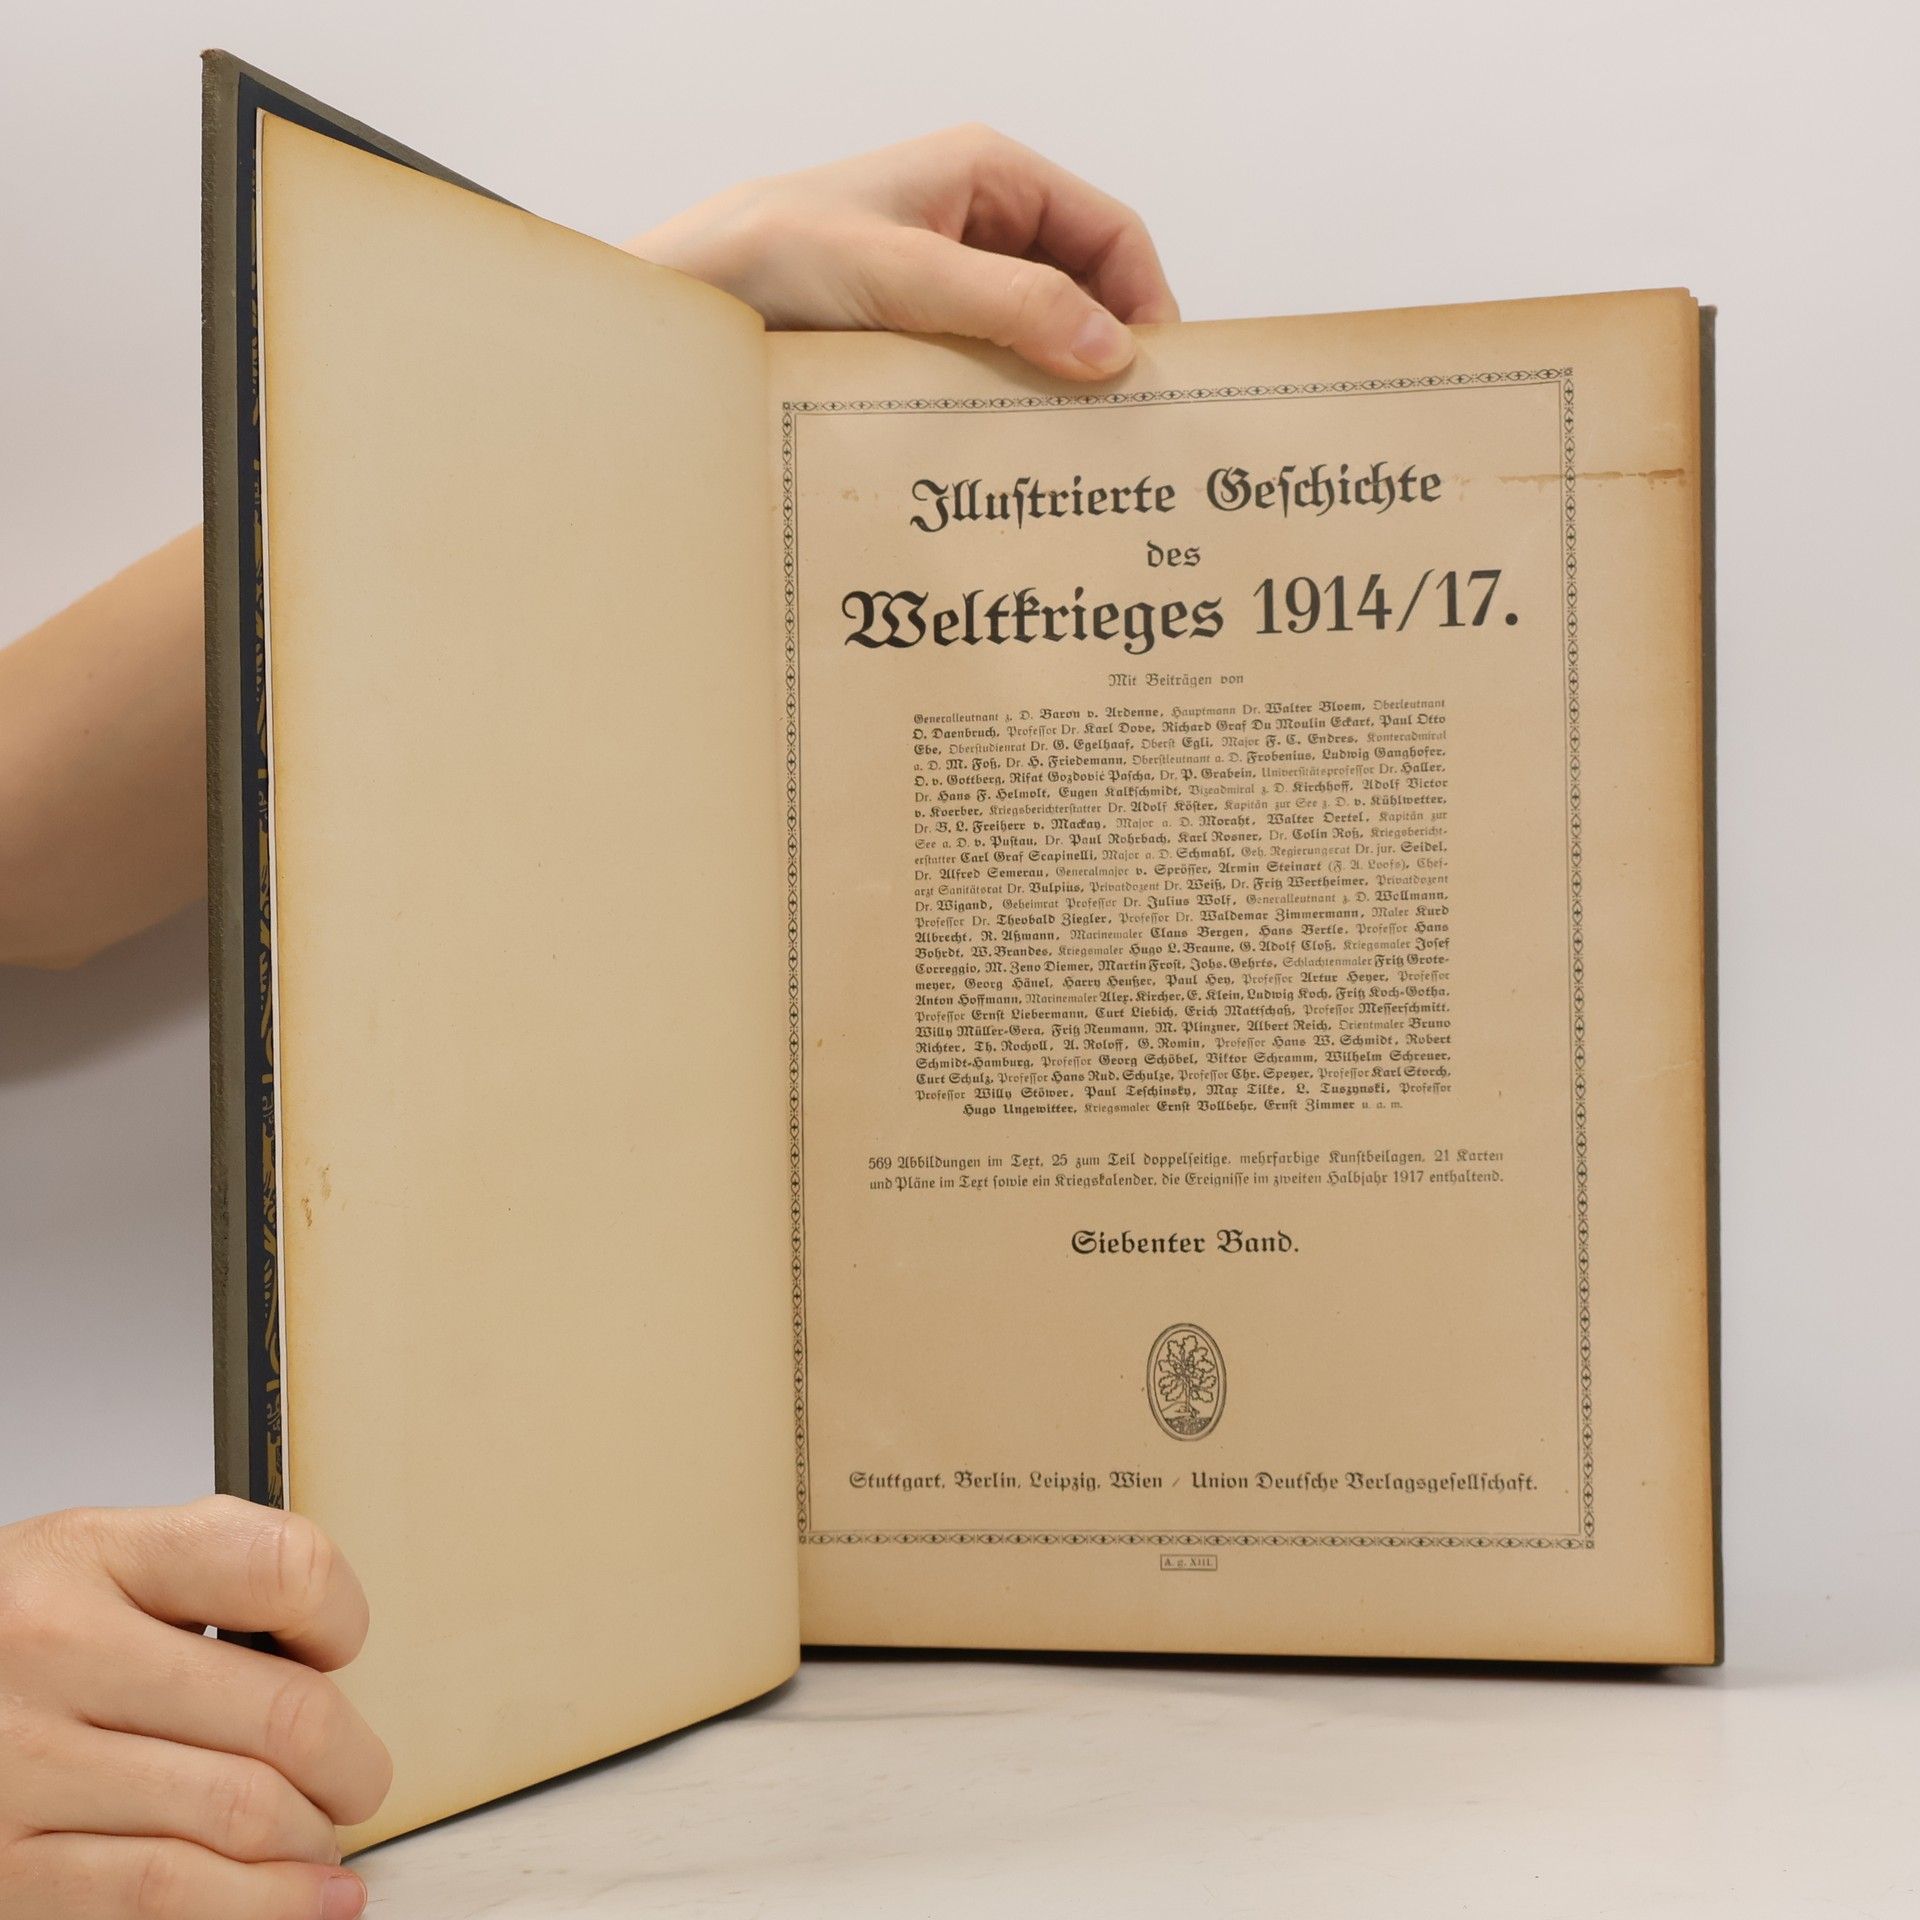 Illustrierte Geschichte
des
Weltkrieges 1914/17.
Mit Beiträgen von
Generalleutnant z. D. Baron v. Ardenne, Hauptmann Dr. Walter Bloem, Oberleutnant
O. Daenbruch, Professor Dr. Karl Dove, Richard Graf Du Moulin Eckart, Paul Otto
Ebe, Oberstudienrat Dr. G. Egelhaaf, Oberst Egli, Major F. C. Endres, Konteradmiral
a. D. M. Foß, Dr. H. Friedemann, Oberstleutnant a. D. Frobenius, Ludwig Ganghofer,
O. v. Gottberg, Rifat Gozdović Pascha, Dr. P. Grabein, Universitätsprofessor Dr. Haller,
Dr. Hans F. Helmolt, Eugen Kalkschmidt, Vizeadmiral z. D. Kirchhoff, Adolf Victor
v. Koerber, Kriegsberichterstatter Dr. Adolf Köster, Kapitän zur See z. D. v. Kühlwetter,
Dr. B. L. Freiherr v. Mackay, Major a. D. Moraht, Walter Oertel, Kapitän zur
See a. D. v. Pustau, Dr. Paul Rohrbach, Karl Rosner, Dr. Colin Roß, Kriegsbericht-
erstatter Carl Graf Scapinelli, Major a. D. Schmahl, Geh. Regierungsrat Dr. jur. Seidel,
Dr. Alfred Semerau, Generalmajor v. Sprösser, Armin Steinart (F. A. Loofs), Chef-
arzt Sanitätsrat Dr. Vulpius, Privatdozent Dr. Weiß, Dr. Fritz Wertheimer, Privatdozent
Dr. Wigand, Geheimrat Professor Dr. Julius Wolf, Generalleutnant z. D. Wollmann,
Professor Dr. Theobald Ziegler, Professor Dr. Waldemar Zimmermann, Maler Kurd
Albrecht, R. Aßmann, Marinemaler Claus Bergen, Hans Bertle, Professor Hans
Bohrdt, W. Brandes, Kriegsmaler Hugo L. Braune, G. Adolf Cloß, Kriegsmaler Josef
Correggio, M. Zeno Diemer, Martin Frost, Johs. Gehrts, Schlachtenmaler Fritz Grote-
meyer, Georg Hänel, Harry Heußer, Paul Hey, Professor Artur Heyer, Professor
Anton Hoffmann, Marinemaler Alex. Kircher, E. Klein, Ludwig Koch, Fritz Koch-Gotha,
Professor Ernst Liebermann, Curt Liebich, Erich Mattschaß, Professor Messerschmitt,
Willy Müller-Gera, Fritz Neumann, M. Plinzner, Albert Reich, Orientmaler Bruno
Richter, Th. Rocholl, A. Roloff, G. Romin, Professor Hans W. Schmidt, Robert
Schmidt-Hamburg, Professor Georg Schöbel, Viktor Schramm, Wilhelm Schreuer,
Curt Schulz, Professor Hans Rud. Schulze, Professor Chr. Speyer, Professor Karl Storch,
Professor Willy Stöwer, Paul Teschinsky, Max Tilke, L. Tuszynski, Professor
Hugo Ungewitter, Kriegsmaler Ernst Vollbehr, Ernst Zimmer u. a. m.
569 Abbildungen im Text, 25 zum Teil doppelseitige, mehrfarbige Kunstbeilagen, 21 Karten
und Pläne im Text sowie ein Kriegskalender, die Ereignisse im zweiten Halbjahr 1917 enthaltend.
Siebenter Band.
Stuttgart, Berlin, Leipzig, Wien / Union Deutsche Verlagsgesellschaft.
A. g. XIII.